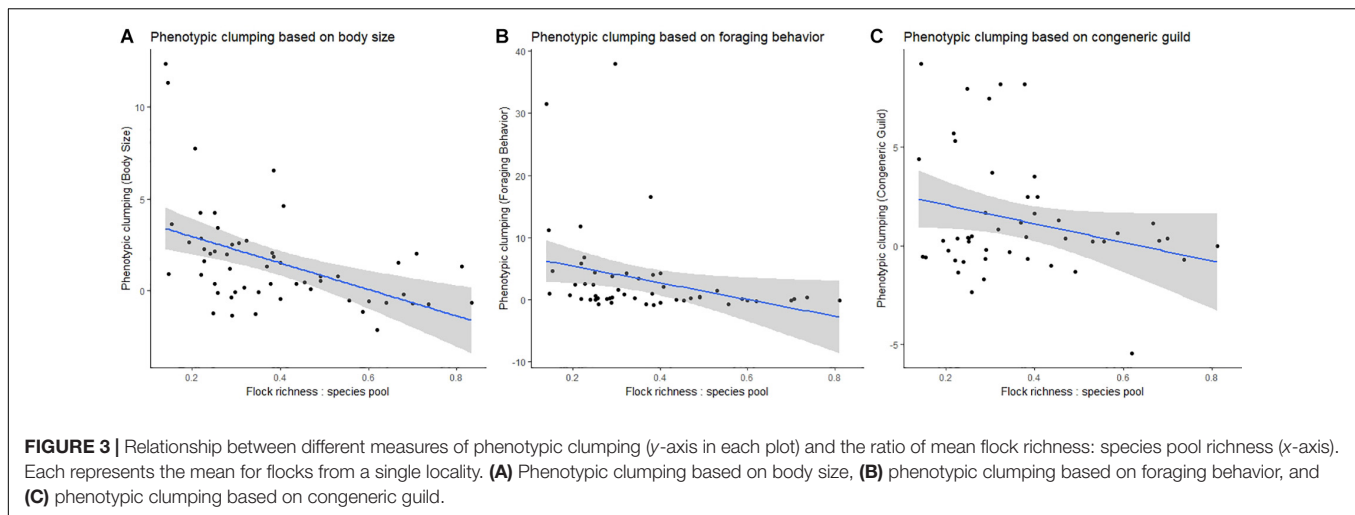 A Phenotypic clumping based on body size
Phenotypic clumping (Body Size)
10
5
0
0.2 0.4 0.6 0.8
Flock richness : species pool
B Phenotypic clumping based on foraging behavior
Phenotypic clumping (Foraging Behavior)
40
30
20
10
0
-10
0.2 0.4 0.6 0.8
Flock richness : species pool
C Phenotypic clumping based on congeneric guild
Phenotypic clumping (Congeneric Guild)
5
0
-5
0.2 0.4 0.6 0.8
Flock richness : species pool
FIGURE 3 | Relationship between different measures of phenotypic clumping (y-axis in each plot) and the ratio of mean flock richness: species pool richness (x-axis).
Each represents the mean for flocks from a single locality. (A) Phenotypic clumping based on body size, (B) phenotypic clumping based on foraging behavior, and
(C) phenotypic clumping based on congeneric guild.